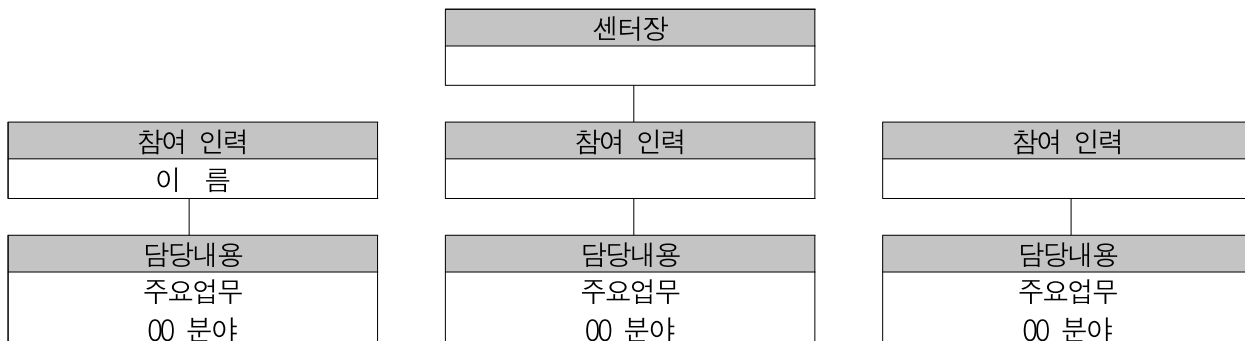 센터장
참여 인력
참여 인력
참여 인력
이 름
담당내용
담당내용
담당내용
주요업무
주요업무
주요업무
00 분야
00 분야
00 분야